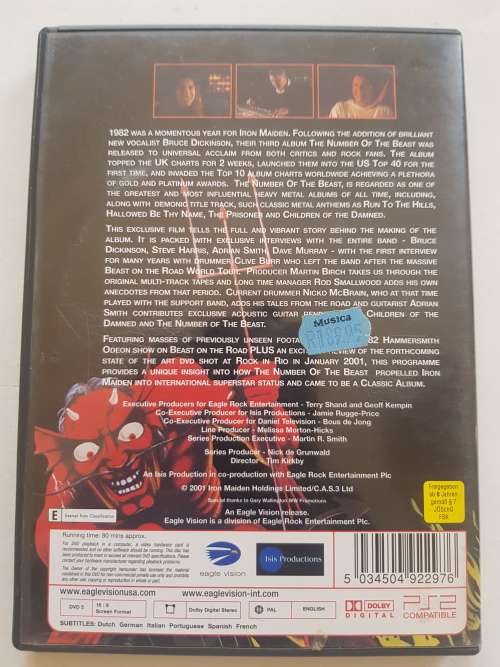 1982 was a momentous year for Iron Maiden. Following the addition of brilliant
new vocalist Bruce Dickinson, their third album The Number Of The Beast was
released to universal acclaim from both critics and rock fans. The album
topped the UK charts for 2 weeks, launched them into the US Top 40 for the
first time, and invaded the Top 10 album charts worldwide achieving a plethora
of gold and platinum awards. The Number Of The Beast, is regarded as one of
the greatest and most influential heavy metal albums of all time, including,
along with demonic title track, such classic metal anthems as Run To The Hills,
Hallowed Be Thy Name, The Prisoner and Children of the Damned.
This exclusive film tells the full and vibrant story behind the making of the
album. It is packed with exclusive interviews with the entire band - Bruce
Dickinson, Steve Harris, Adrian Smith, Dave Murray - with the first interview
for many years with drummer Clive Burr who left the band after the massive
Beast on the Road World Tour. Producer Martin Birch takes us through the
original multi-track tapes and long time manager Rod Smallwood adds his own
anecdotes from that period. Current drummer Nicko McBrain, who at that time
played with the support band, adds his tales from the road and guitarist Adrian
Smith contributes exclusive acoustic guitar Children of the
Damned and The Number of The Beast.
Musica
Featuring masses of previously unseen 82 Hammersmith
Odeon show on Beast on the Road PLUS an of the forthcoming
state of the art DVD shot at Rock in Rio in January 2001, this programme
provides a unique insight into how The Number Of The Beast propelled Iron
Maiden into international superstar status and came to be a Classic Album.
Executive Producers for Eagle Rock Entertainment - Terry Shand and Geoff Kempin
Co-Executive Producer for Isis Productions - Jamie Rugge-Price
Co-Executive Producer for Daniel Television - Bous de Jong
Line Producer - Melissa Morton-Hicks
Series Production Executive - Martin R. Smith
Series Producer - Nick de Grunwald
Director - Tim Kirkby
An Isis Production in co-production with Eagle Rock Entertainment Plc
© 2001 Iron Maiden Holdings Limited/C.A.S.3 Ltd
An Eagle Vision release.
Eagle Vision is a division of Eagle Rock Entertainment Plc.
E Exempt from Classification
Freigegeben
ab 6 Jahren
gemäß § 7
JÖSchG
FSK
Running time: 80 mins approx.
eagle vision
Isis Productions
5 034504 922976
www.eaglevisionusa.com
www.eaglevision-int.com
DVD 5
16 : 9
Screen Format
Dolby Digital Stereo
PAL
ENGLISH
DOLBY
DIGITAL
PS2
COMPATIBLE
SUBTITLES: Dutch German Italian Portuguese Spanish French